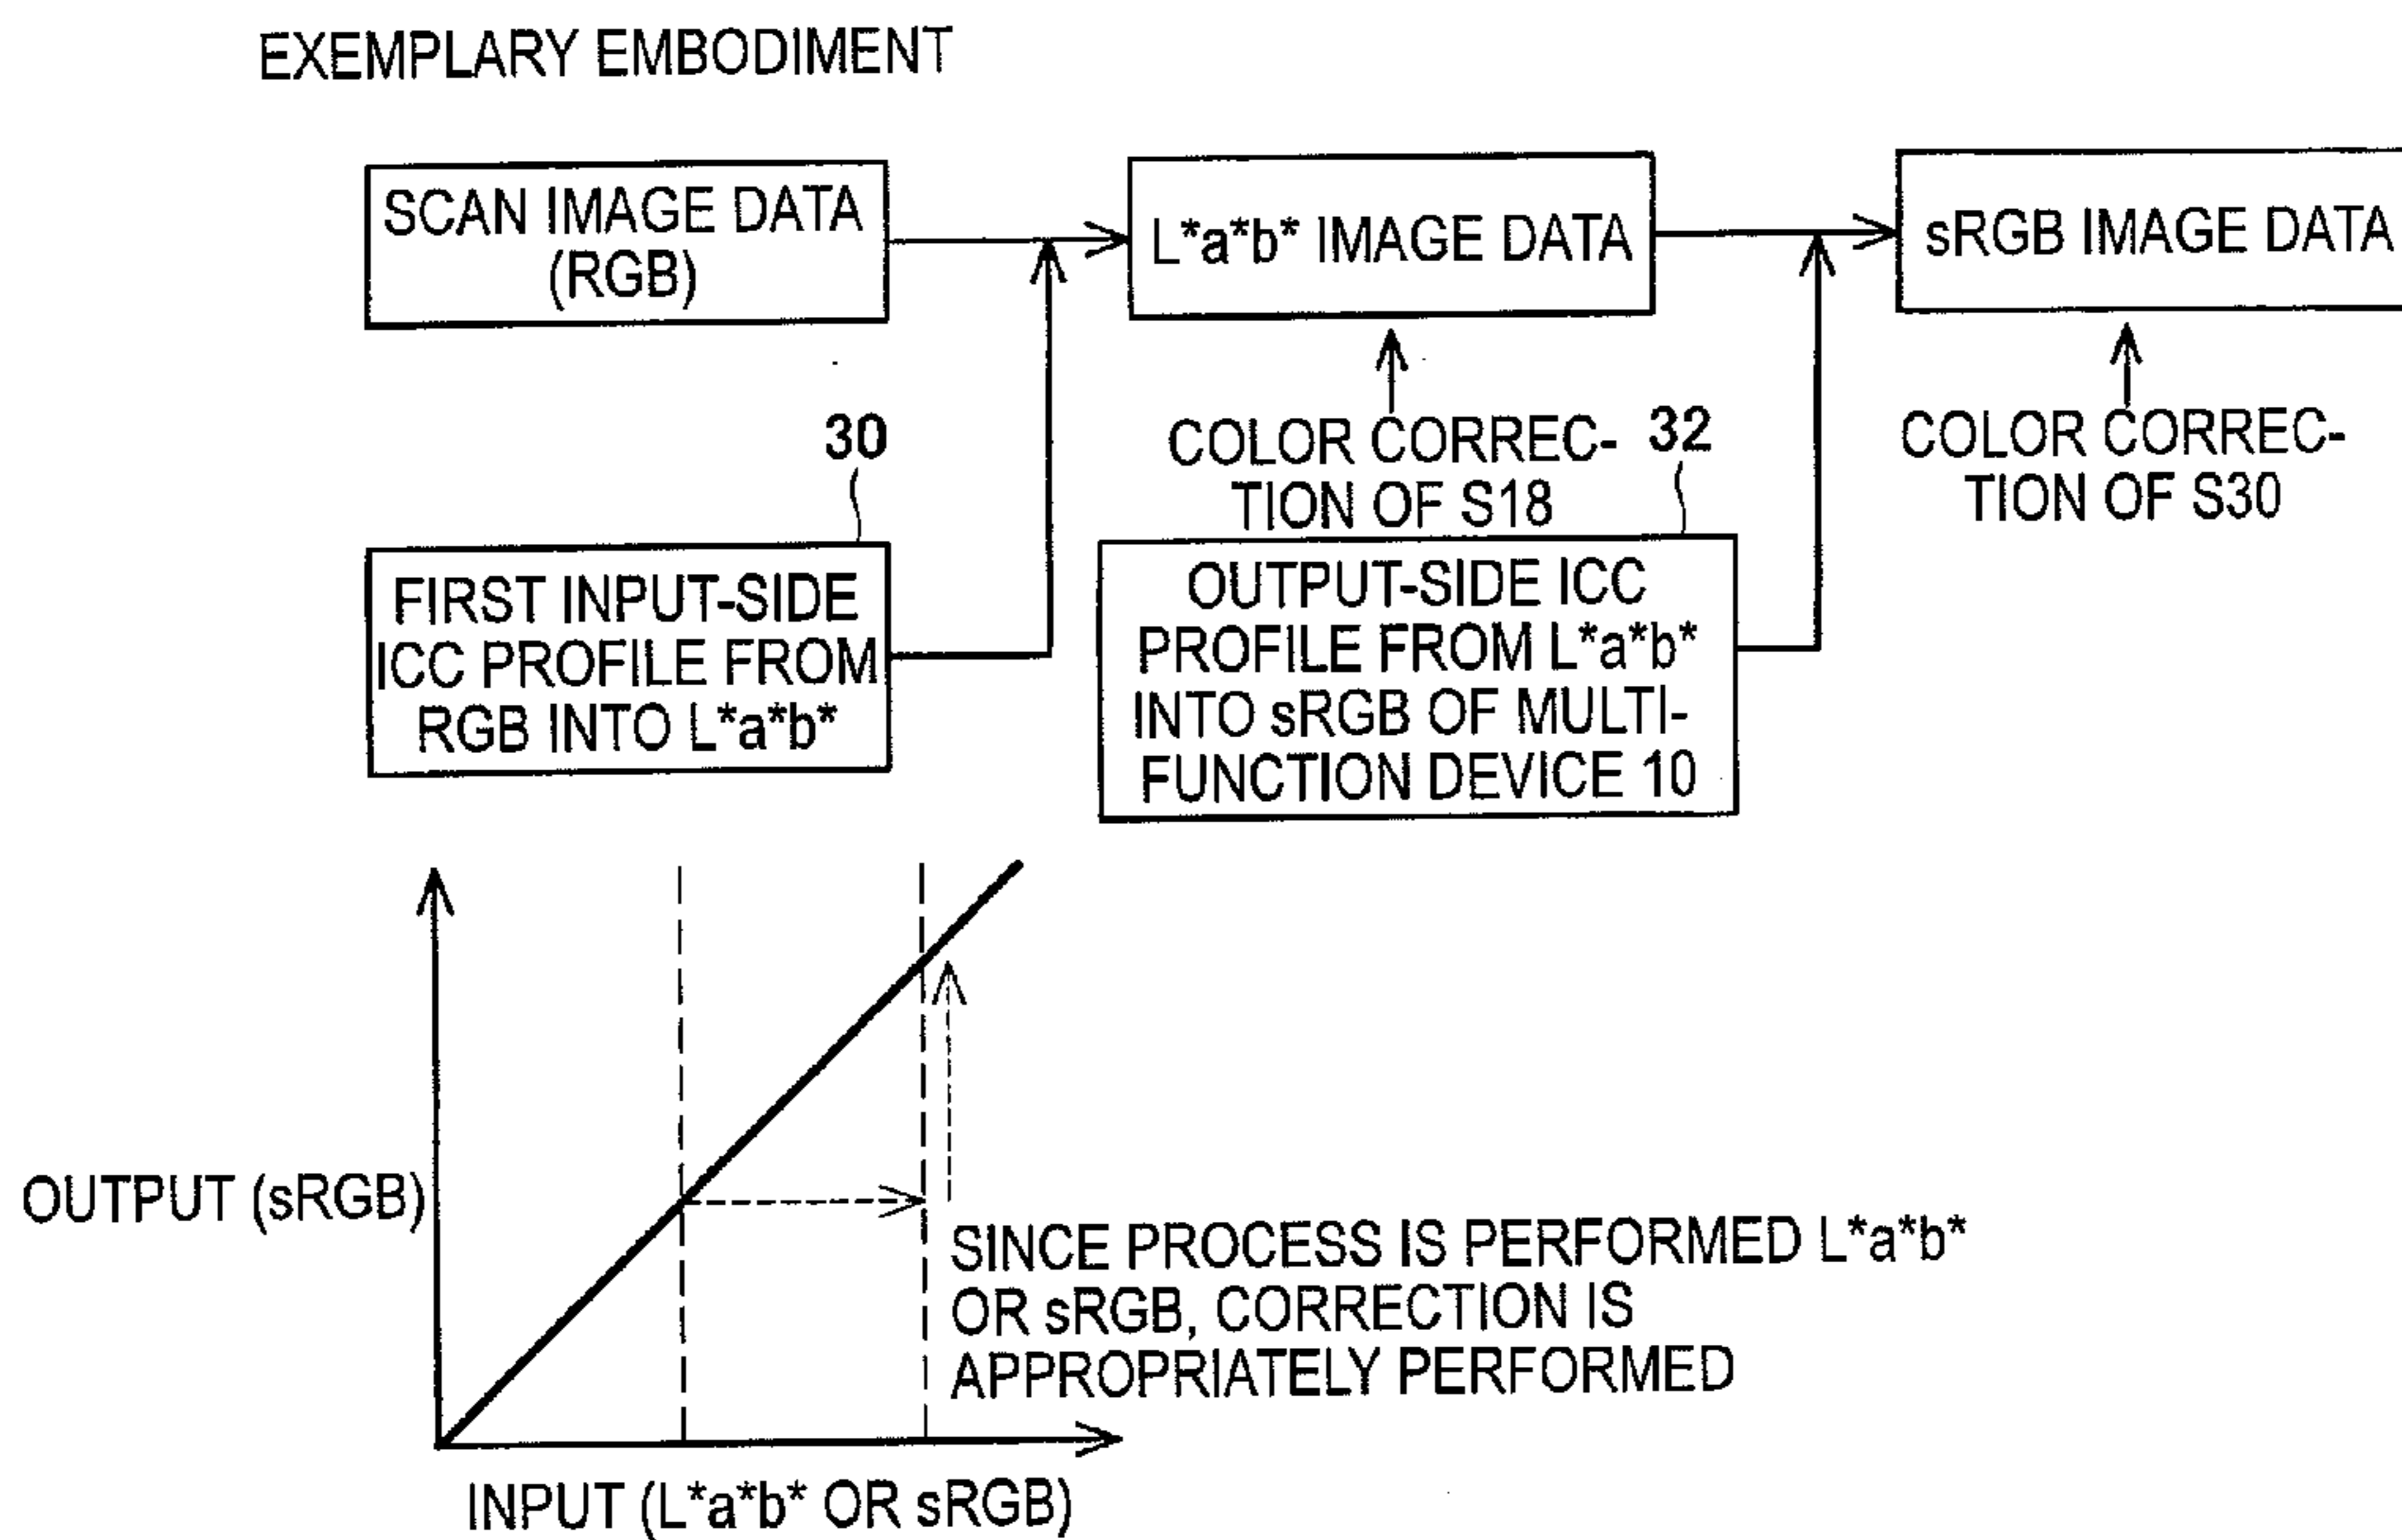 EXEMPLARY EMBODIMENT
SCAN IMAGE DATA
(RGB)
L*a*b* IMAGE DATA
sRGB IMAGE DATA
30
COLOR CORREC-
TION OF S18
32
COLOR CORREC-
TION OF S30
FIRST INPUT-SIDE
ICC PROFILE FROM
RGB INTO L*a*b*
OUTPUT-SIDE ICC
PROFILE FROM L*a*b*
INTO sRGB OF MULTI-
FUNCTION DEVICE 10
OUTPUT (sRGB)
SINCE PROCESS IS PERFORMED L*a*b*
OR sRGB, CORRECTION IS
APPROPRIATELY PERFORMED
INPUT (L*a*b* OR sRGB)